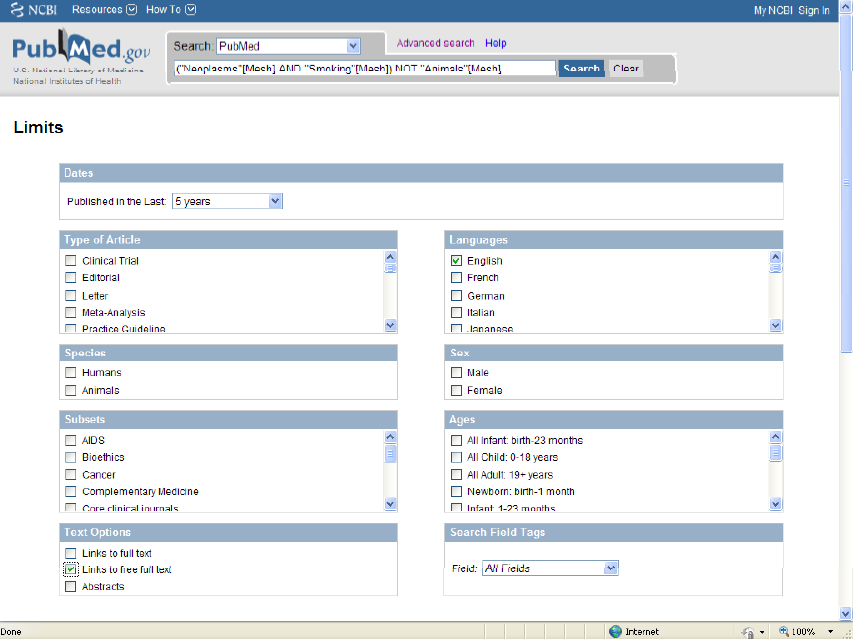 NCBI Resources How To My NCBI Sign In
PubMed.gov
U.S. National Library of Medicine
National Institutes of Health
Search: PubMed Advanced search Help
("Neoplasms"[Mesh] AND "Smoking"[Mesh]) NOT "Animals"[Mesh] Search Clear
Limits
Dates
Published in the Last: 5 years
Type of Article
Clinical Trial
Editorial
Letter
Meta-Analysis
Practice Guideline
Languages
English
French
German
Italian
Japanese
Species
Humans
Animals
Sex
Male
Female
Subsets
AIDS
Bioethics
Cancer
Complementary Medicine
Core clinical journals
Ages
All Infant: birth-23 months
All Child: 0-18 years
All Adult: 19+ years
Newborn: birth-1 month
Infant: 1-23 months
Text Options
Links to full text
Links to free full text
Abstracts
Search Field Tags
Field: All Fields
Done Internet 100%